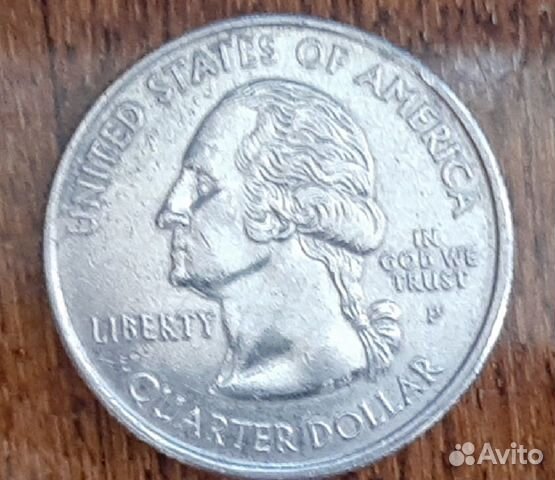 UNITED STATES OF AMERICA
IN
GOD WE
TRUST
LIBERTY
P
QUARTER DOLLAR
Avito